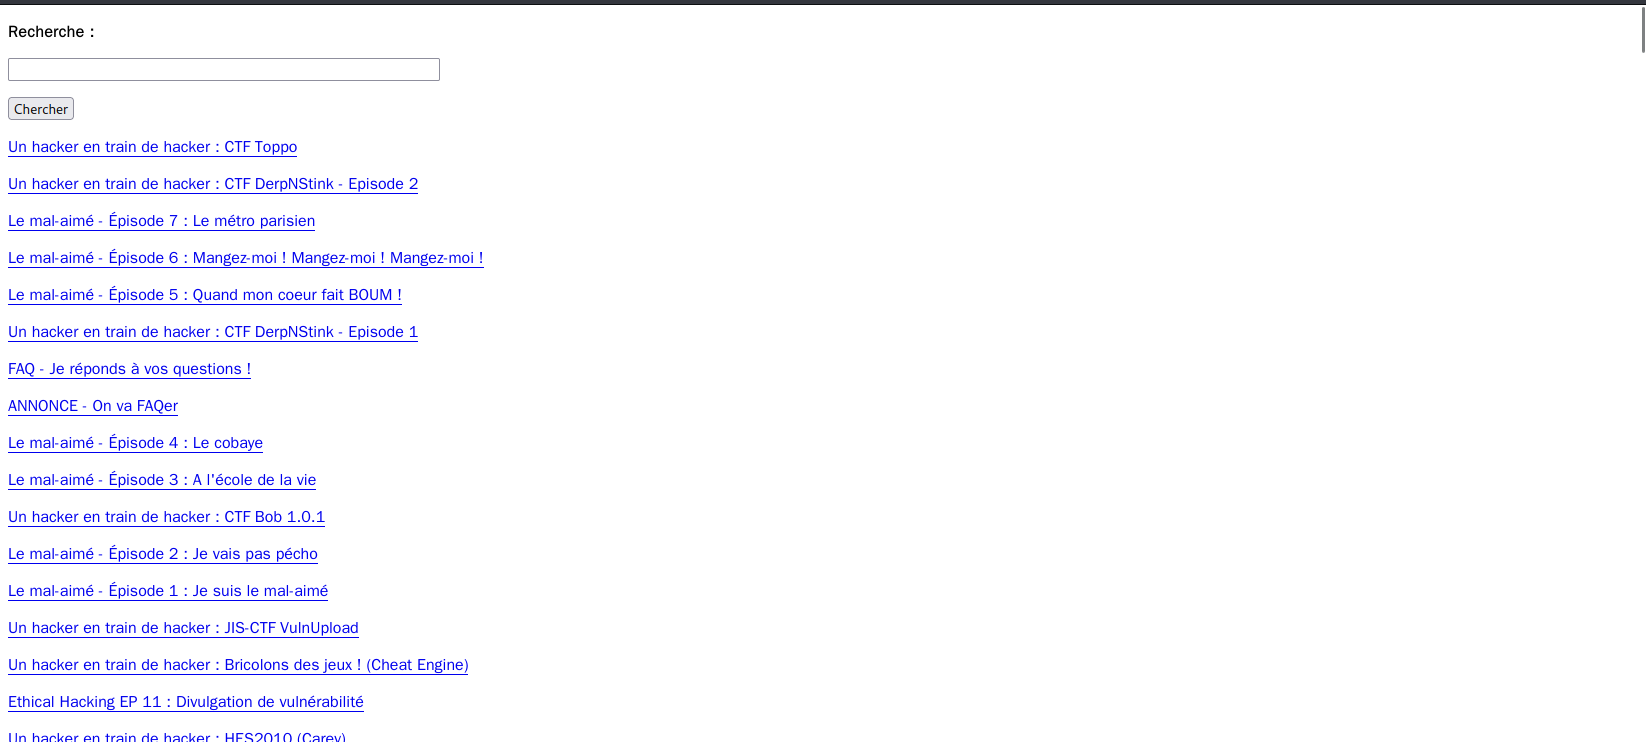 Recherche :
Chercher
Un hacker en train de hacker : CTF Toppo
Un hacker en train de hacker : CTF DerpNStink - Episode 2
Le mal-aimé - Épisode 7 : Le métro parisien
Le mal-aimé - Épisode 6 : Mangez-moi ! Mangez-moi ! Mangez-moi !
Le mal-aimé - Épisode 5 : Quand mon coeur fait BOUM !
Un hacker en train de hacker : CTF DerpNStink - Episode 1
FAQ - Je réponds à vos questions !
ANNONCE - On va FAQer
Le mal-aimé - Épisode 4 : Le cobaye
Le mal-aimé - Épisode 3 : A l'école de la vie
Un hacker en train de hacker : CTF Bob 1.0.1
Le mal-aimé - Épisode 2 : Je vais pas pécho
Le mal-aimé - Épisode 1 : Je suis le mal-aimé
Un hacker en train de hacker : JIS-CTF VulnUpload
Un hacker en train de hacker : Bricolons des jeux ! (Cheat Engine)
Ethical Hacking EP 11 : Divulgation de vulnérabilité
Un hacker en train de hacker : HES2010 (Carey)